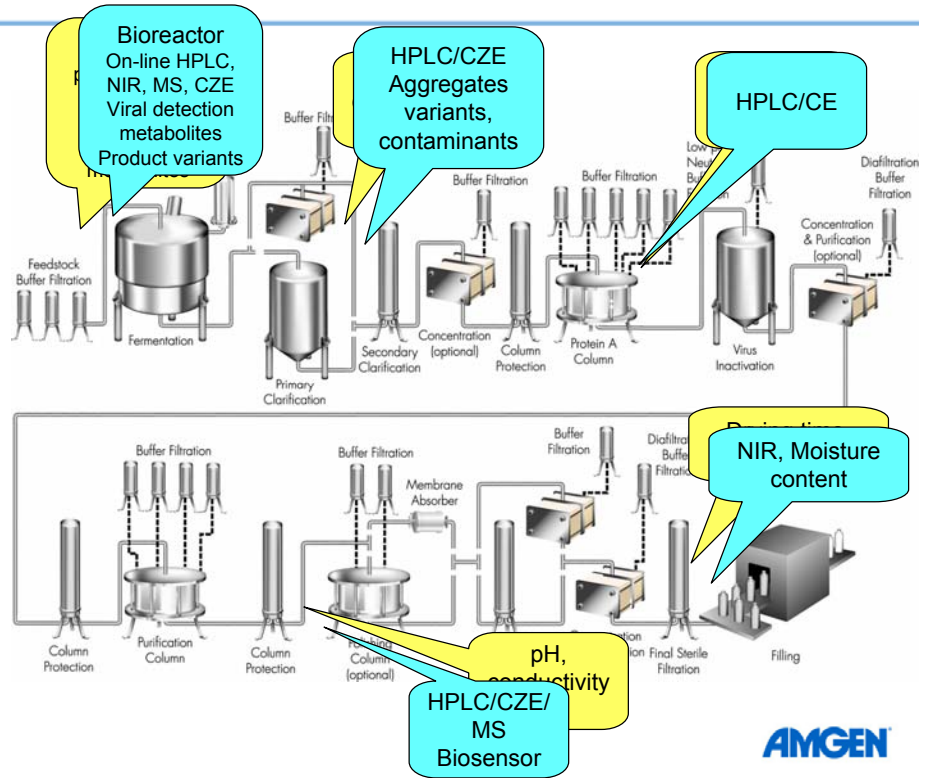 Bioreactor
On-line HPLC,
NIR, MS, CZE
Viral detection
metabolites
Product variants
HPLC/CZE
Aggregates
variants,
contaminants
HPLC/CE
Buffer
Buffer Filtration
Buffer Filtration
Low
Diafiltration
Buffer
Filtration
Concentration
& Purification
(optional)
Feedstock
Buffer Filtration
Fermentation
Primary
Clarification
Secondary
Clarification
Concentration
(optional)
Column
Protection
Protein A
Column
Virus
Inactivation
Buffer Filtration
Buffer Filtration
Membrane
Absorber
Buffer
Filtration
NIR, Moisture
content
Column
Protection
Purification
Column
Column
Protection
Polishing
Column
(optional)
pH,
conductivity
HPLC/CZE/
MS
Biosensor
Final Sterile
Filtration
Filling
AMGEN